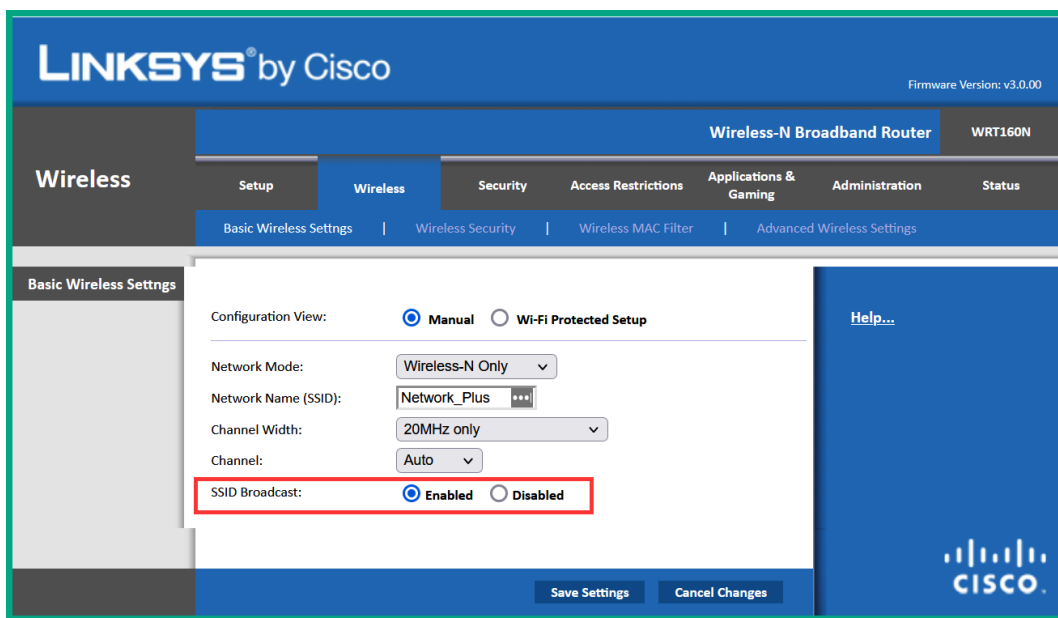 LINKSYS® by Cisco
Firmware Version: v3.0.00
Wireless-N Broadband Router WRT160N
Wireless
Setup Wireless Security Access Restrictions Applications & Gaming Administration Status
Basic Wireless Settngs | Wireless Security | Wireless MAC Filter | Advanced Wireless Settings
Basic Wireless Settngs
Configuration View: Manual Wi-Fi Protected Setup
Help...
Network Mode: Wireless-N Only
Network Name (SSID): Network_Plus
Channel Width: 20MHz only
Channel: Auto
SSID Broadcast: Enabled Disabled
CISCO.
Save Settings Cancel Changes